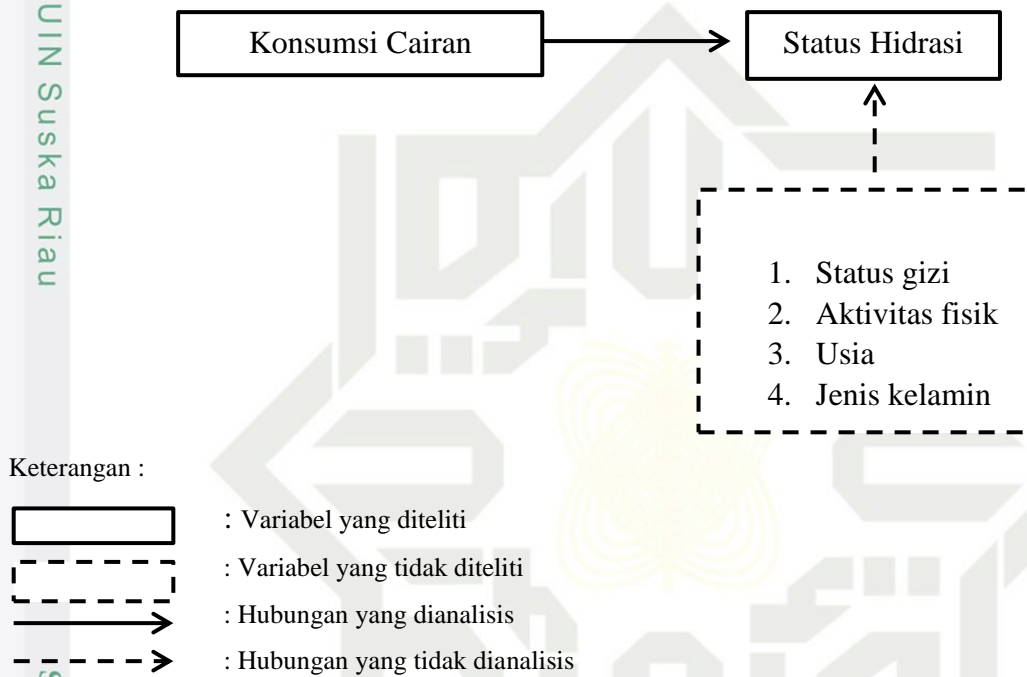 UIN Suska Riau
Konsumsi Cairan
Status Hidrasi
1. Status gizi
2. Aktivitas fisik
3. Usia
4. Jenis kelamin
Keterangan :
: Variabel yang diteliti
: Variabel yang tidak diteliti
: Hubungan yang dianalisis
: Hubungan yang tidak dianalisis